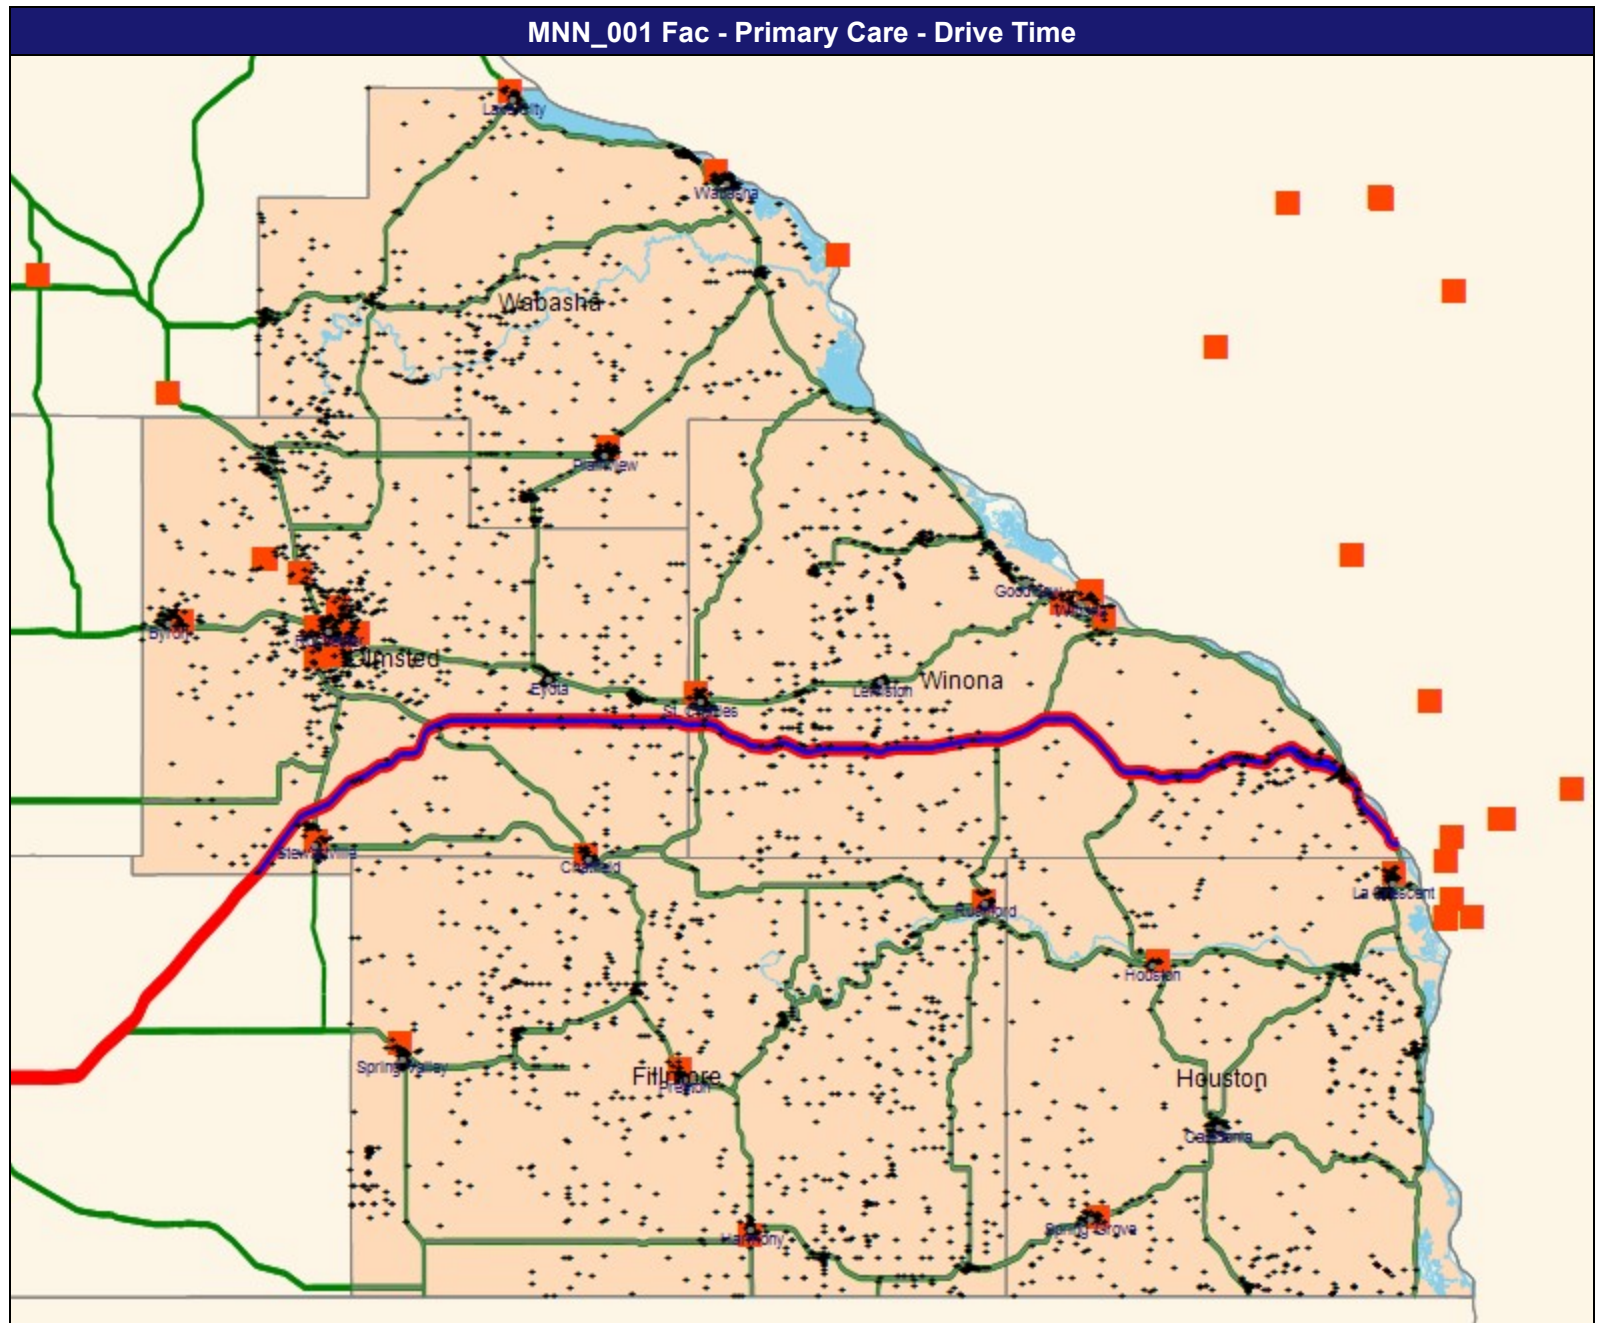 MNN_001 Fac - Primary Care - Drive Time
Lake City
Wabasha
Wabasha
Plainview
Goodview
Winona
Byron
Rochester
Olmsted
Eyota
Lewiston
Winona
St. Charles
Stewartville
Chatfield
La Crescent
Rushford
Houston
Spring Valley
Fillmore
Preston
Houston
Caledonia
Spring Grove
Harmony